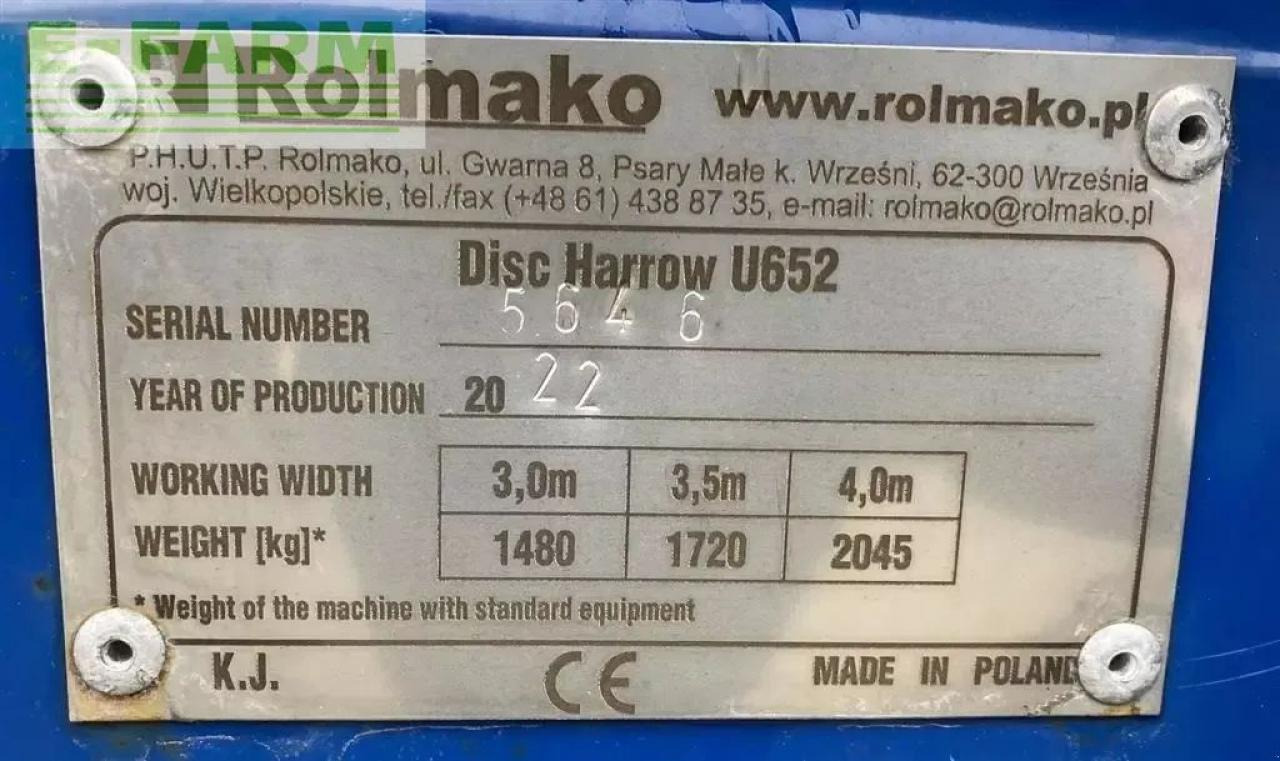 E-FARM
Rolmako www.rolmako.pl
P.H.U.T.P. Rolmako, ul. Gwarna 8, Psary Małe k. Wrześni, 62-300 Września
woj. Wielkopolskie, tel./fax (+48 61) 438 87 35, e-mail: rolmako@rolmako.pl
Disc Harrow U652
SERIAL NUMBER 5646
YEAR OF PRODUCTION 20 22
WORKING WIDTH 3,0m 3,5m 4,0m
WEIGHT [kg]* 1480 1720 2045
* Weight of the machine with standard equipment
K.J. CE MADE IN POLAND